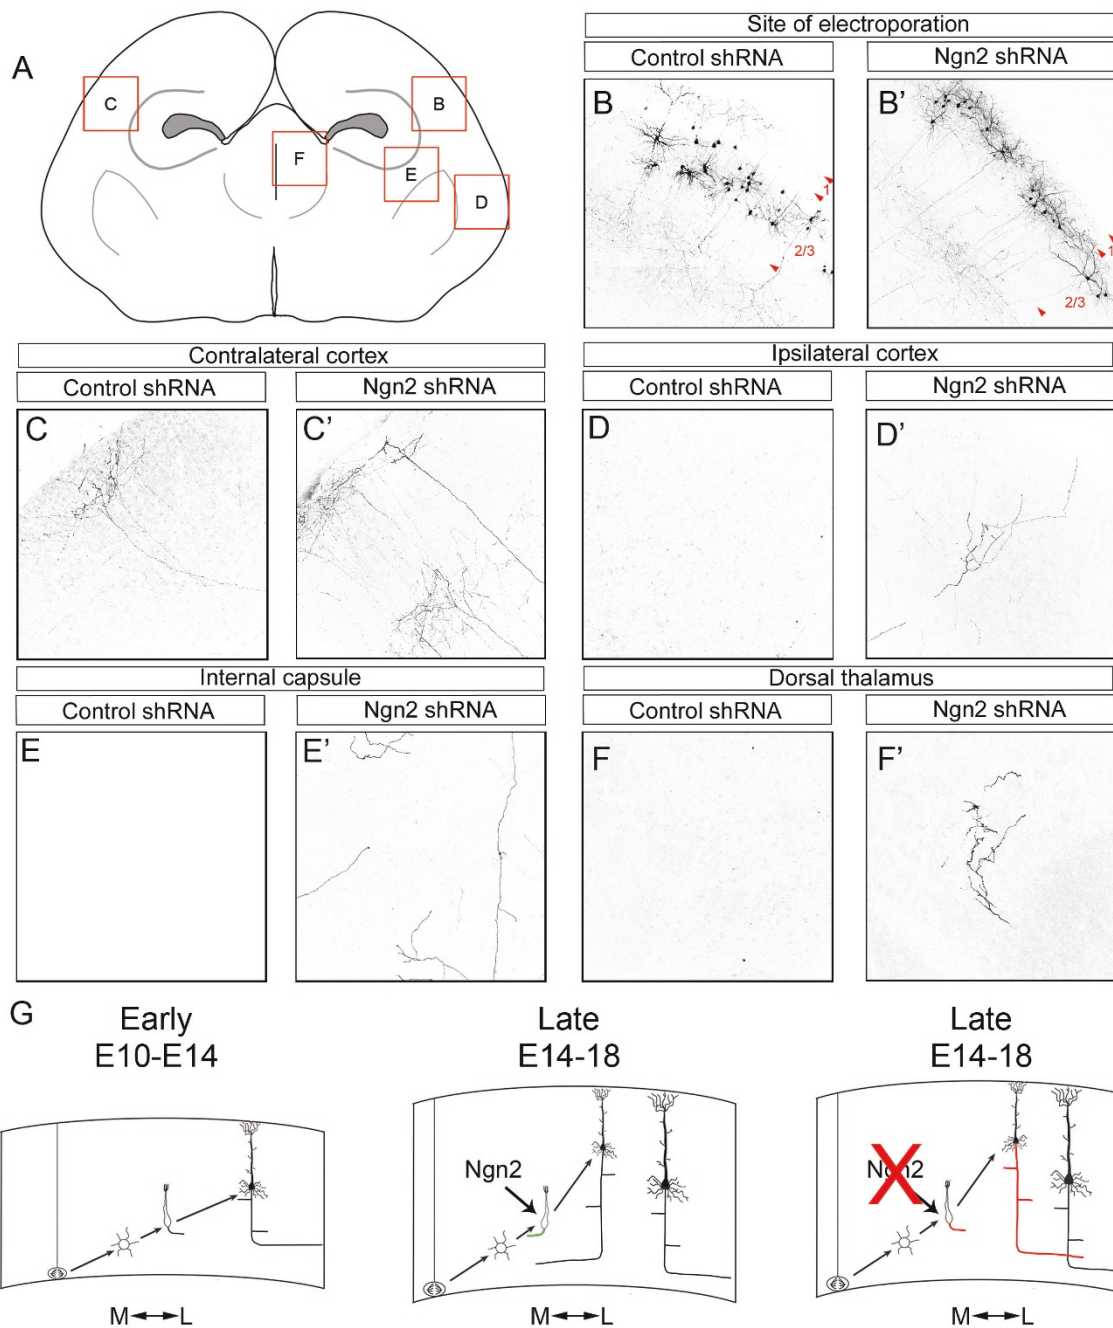 A
C
B
F
E
D
Site of electroporation
Control shRNA
Ngn2 shRNA
B
1
2/3
B'
1
2/3
Contralateral cortex
Control shRNA
Ngn2 shRNA
C
C'
Ipsilateral cortex
Control shRNA
Ngn2 shRNA
D
D'
Internal capsule
Control shRNA
Ngn2 shRNA
E
E'
Dorsal thalamus
Control shRNA
Ngn2 shRNA
F
F'
G
Early
E10-E14
M L
Late
E14-18
Ngn2
M L
Late
E14-18
Ngn2
M L